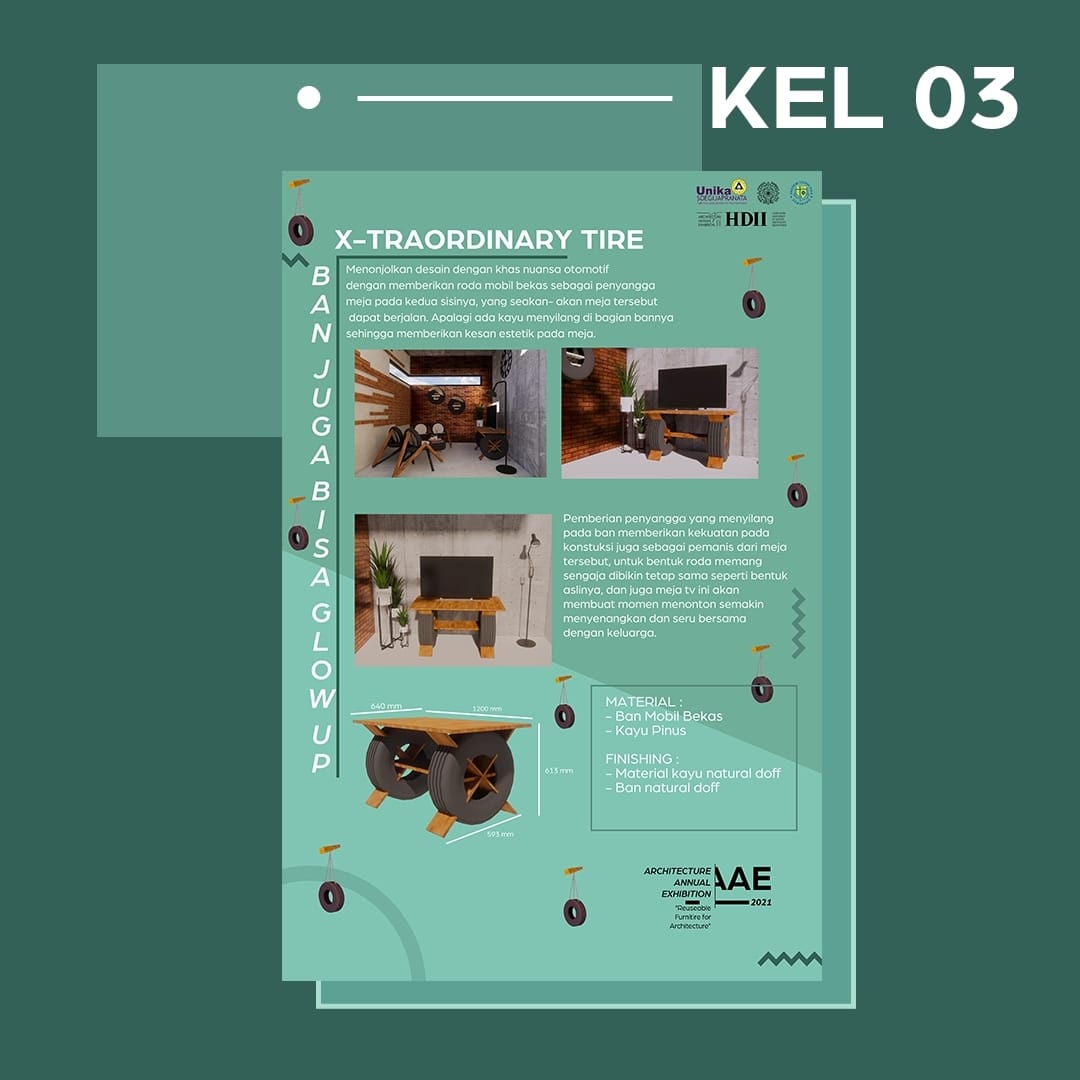 KEL 03
Unika
SOEGIJAPRANATA
HDII
X-TRAORDINARY TIRE
BAN JUGA BISA GLOW UP
Menonjolkan desain dengan khas nuansa otomotif
dengan memberikan roda mobil bekas sebagai penyangga
meja pada kedua sisinya, yang seakan- akan meja tersebut
dapat berjalan. Apalagi ada kayu menyilang di bagian bannya
sehingga memberikan kesan estetik pada meja.
Pemberian penyangga yang menyilang
pada ban memberikan kekuatan pada
konstuksi juga sebagai pemanis dari meja
tersebut, untuk bentuk roda memang
sengaja dibikin tetap sama seperti bentuk
aslinya, dan juga meja tv ini akan
membuat momen menonton semakin
menyenangkan dan seru bersama
dengan keluarga.
640 mm
1200 mm
613 mm
593 mm
MATERIAL :
- Ban Mobil Bekas
- Kayu Pinus
FINISHING :
- Material kayu natural doff
- Ban natural doff
ARCHITECTURE
ANNUAL
EXHIBITION
AAE
2021
"Reuseable
Furnitire for
Architecture"